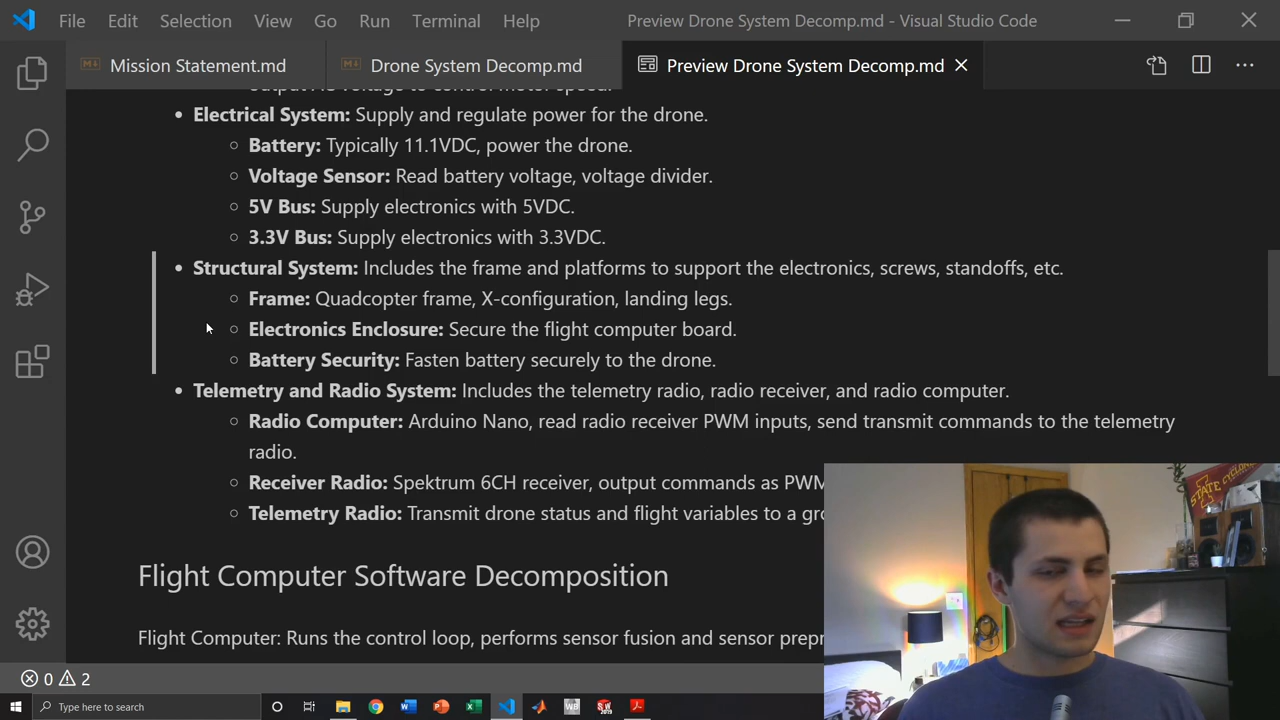 File Edit Selection View Go Run Terminal Help Preview Drone System Decomp.md - Visual Studio Code
Mission Statement.md Drone System Decomp.md Preview Drone System Decomp.md
Electrical System: Supply and regulate power for the drone.
Battery: Typically 11.1VDC, power the drone.
Voltage Sensor: Read battery voltage, voltage divider.
5V Bus: Supply electronics with 5VDC.
3.3V Bus: Supply electronics with 3.3VDC.
Structural System: Includes the frame and platforms to support the electronics, screws, standoffs, etc.
Frame: Quadcopter frame, X-configuration, landing legs.
Electronics Enclosure: Secure the flight computer board.
Battery Security: Fasten battery securely to the drone.
Telemetry and Radio System: Includes the telemetry radio, radio receiver, and radio computer.
Radio Computer: Arduino Nano, read radio receiver PWM inputs, send transmit commands to the telemetry
radio.
Receiver Radio: Spektrum 6CH receiver, output commands as PWM
Telemetry Radio: Transmit drone status and flight variables to a
Flight Computer Software Decomposition
Flight Computer: Runs the control loop, performs sensor fusion and sensor
STATE
0 2
Type here to search